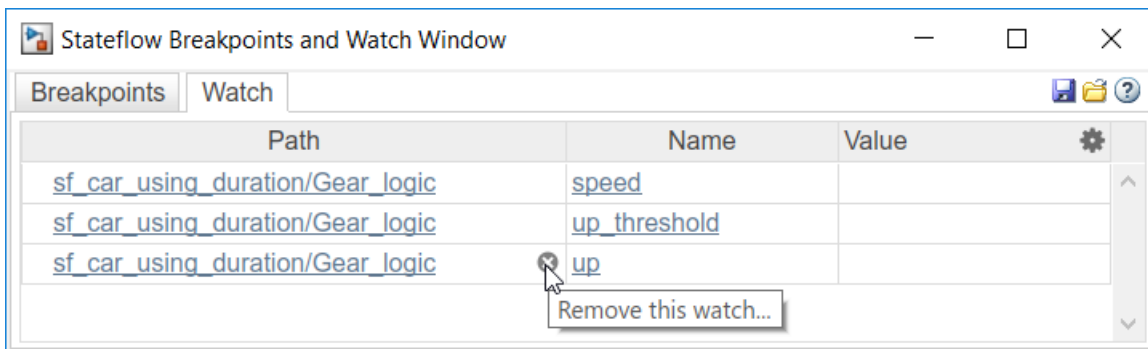 Stateflow Breakpoints and Watch Window
Breakpoints Watch
Path Name Value
sf_car_using_duration/Gear_logic speed
sf_car_using_duration/Gear_logic up_threshold
sf_car_using_duration/Gear_logic up
Remove this watch...